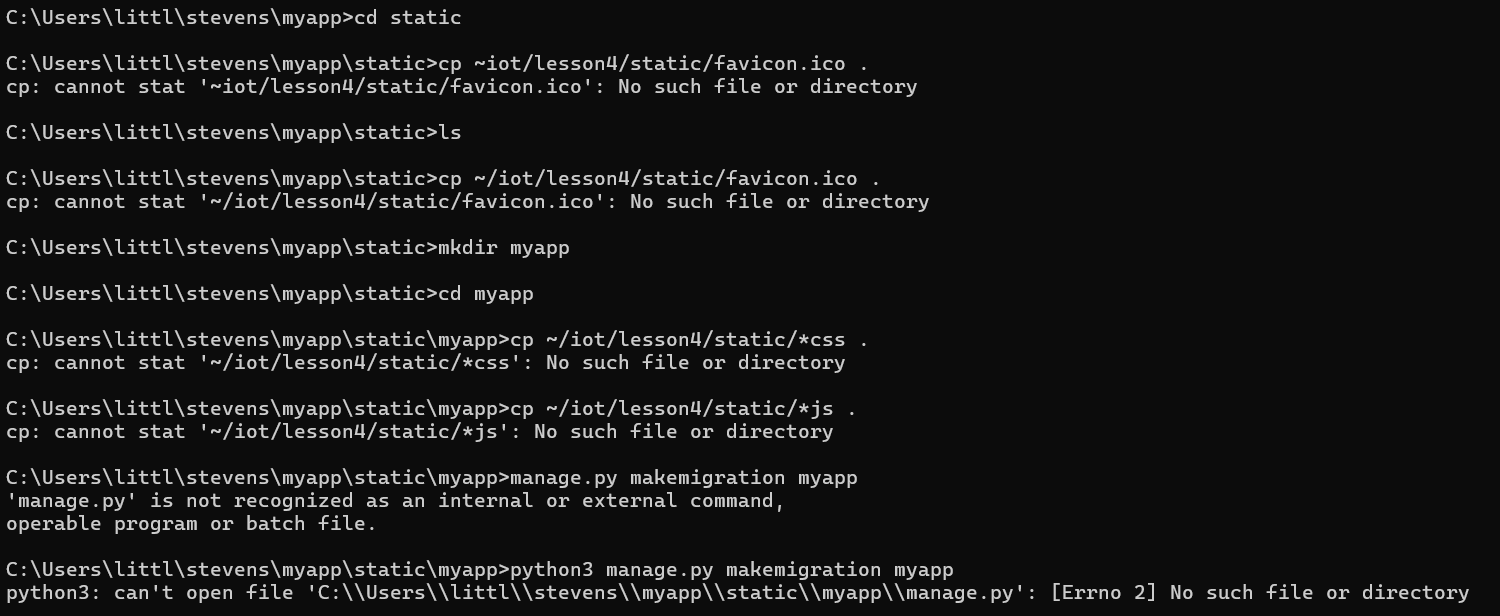 C:\Users\littl\stevens\myapp>cd static
C:\Users\littl\stevens\myapp\static>cp ~iot/lesson4/static/favicon.ico .
cp: cannot stat '~iot/lesson4/static/favicon.ico': No such file or directory
C:\Users\littl\stevens\myapp\static>ls
C:\Users\littl\stevens\myapp\static>cp ~/iot/lesson4/static/favicon.ico .
cp: cannot stat '~/iot/lesson4/static/favicon.ico': No such file or directory
C:\Users\littl\stevens\myapp\static>mkdir myapp
C:\Users\littl\stevens\myapp\static>cd myapp
C:\Users\littl\stevens\myapp\static\myapp>cp ~/iot/lesson4/static/*css .
cp: cannot stat '~/iot/lesson4/static/*css': No such file or directory
C:\Users\littl\stevens\myapp\static\myapp>cp ~/iot/lesson4/static/*js .
cp: cannot stat '~/iot/lesson4/static/*js': No such file or directory
C:\Users\littl\stevens\myapp\static\myapp>manage.py makemigration myapp
'manage.py' is not recognized as an internal or external command,
operable program or batch file.
C:\Users\littl\stevens\myapp\static\myapp>python3 manage.py makemigration myapp
python3: can't open file 'C:\\Users\\littl\\stevens\\myapp\\static\\myapp\\manage.py': [Errno 2] No such file or directory